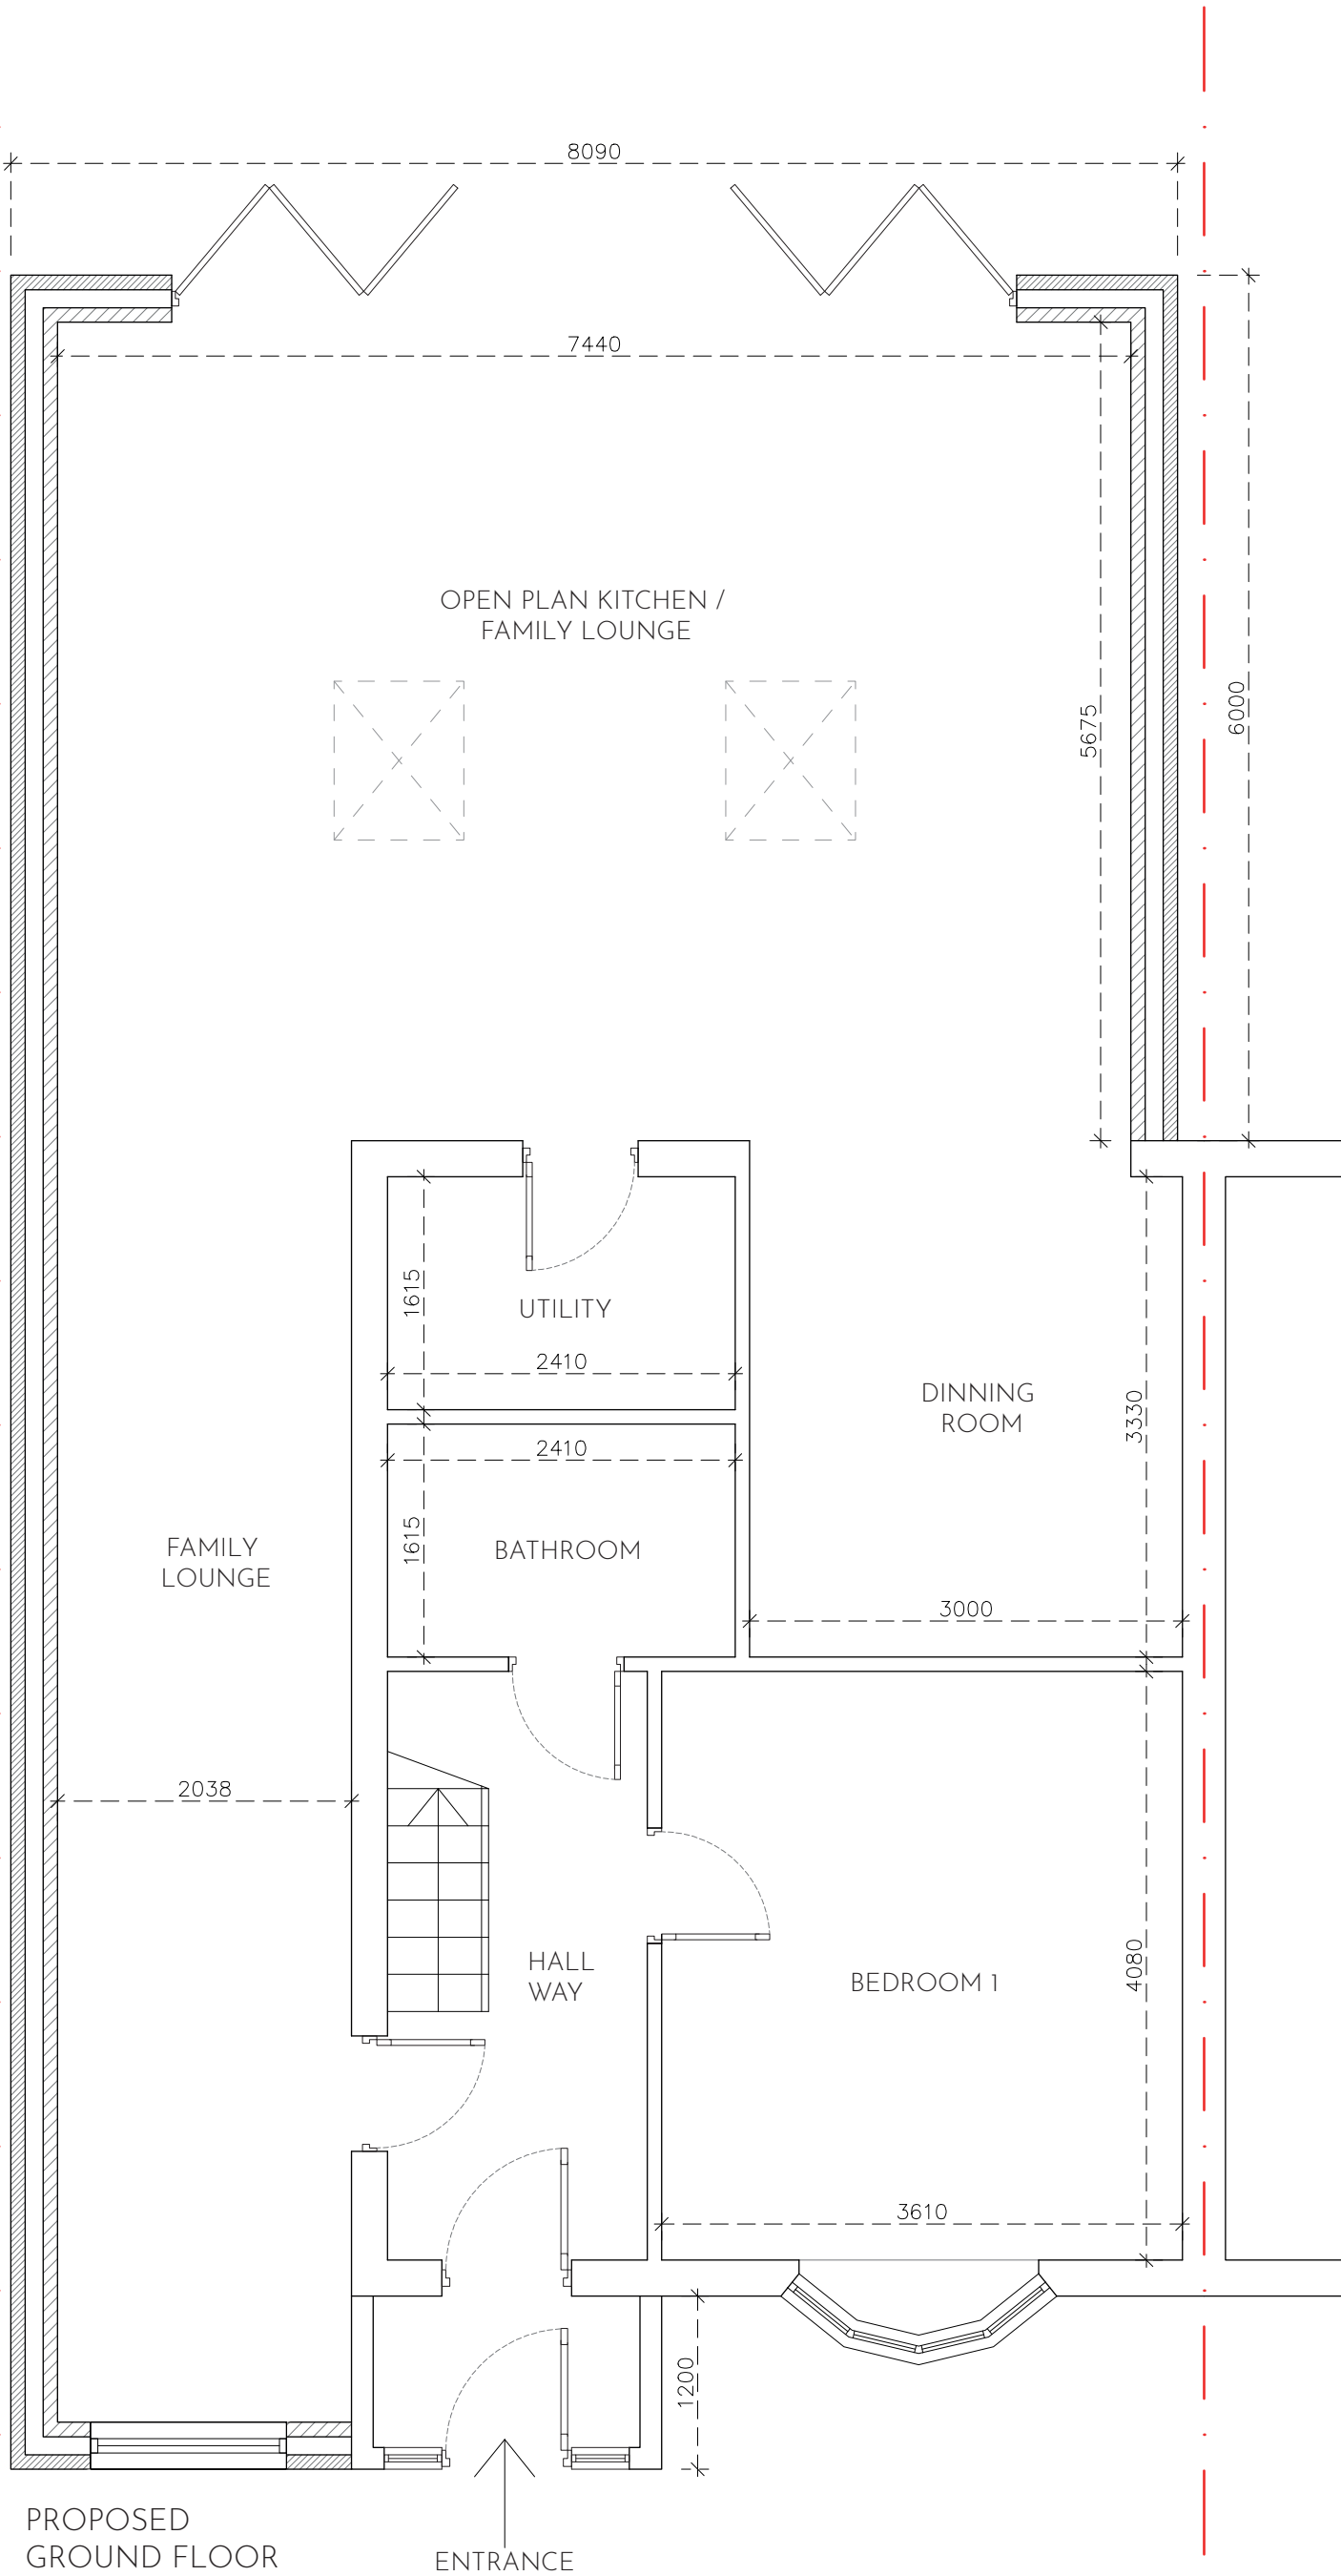 8090
7440
OPEN PLAN KITCHEN /
FAMILY LOUNGE
5675
6000
1615
UTILITY
2410
DINNING
ROOM
3330
2410
1615
BATHROOM
FAMILY
LOUNGE
3000
2038
HALL
WAY
BEDROOM 1
4080
3610
1200
PROPOSED
GROUND FLOOR
ENTRANCE